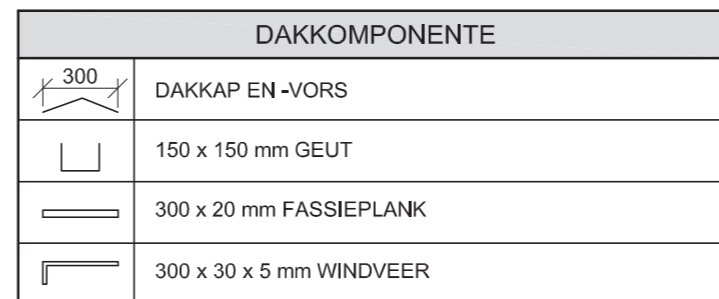 DAKKOMPONENTE
300
DAKKAP EN -VORS
150 x 150 mm GEUT
300 x 20 mm FASSIEPLANK
300 x 30 x 5 mm WINDVEER